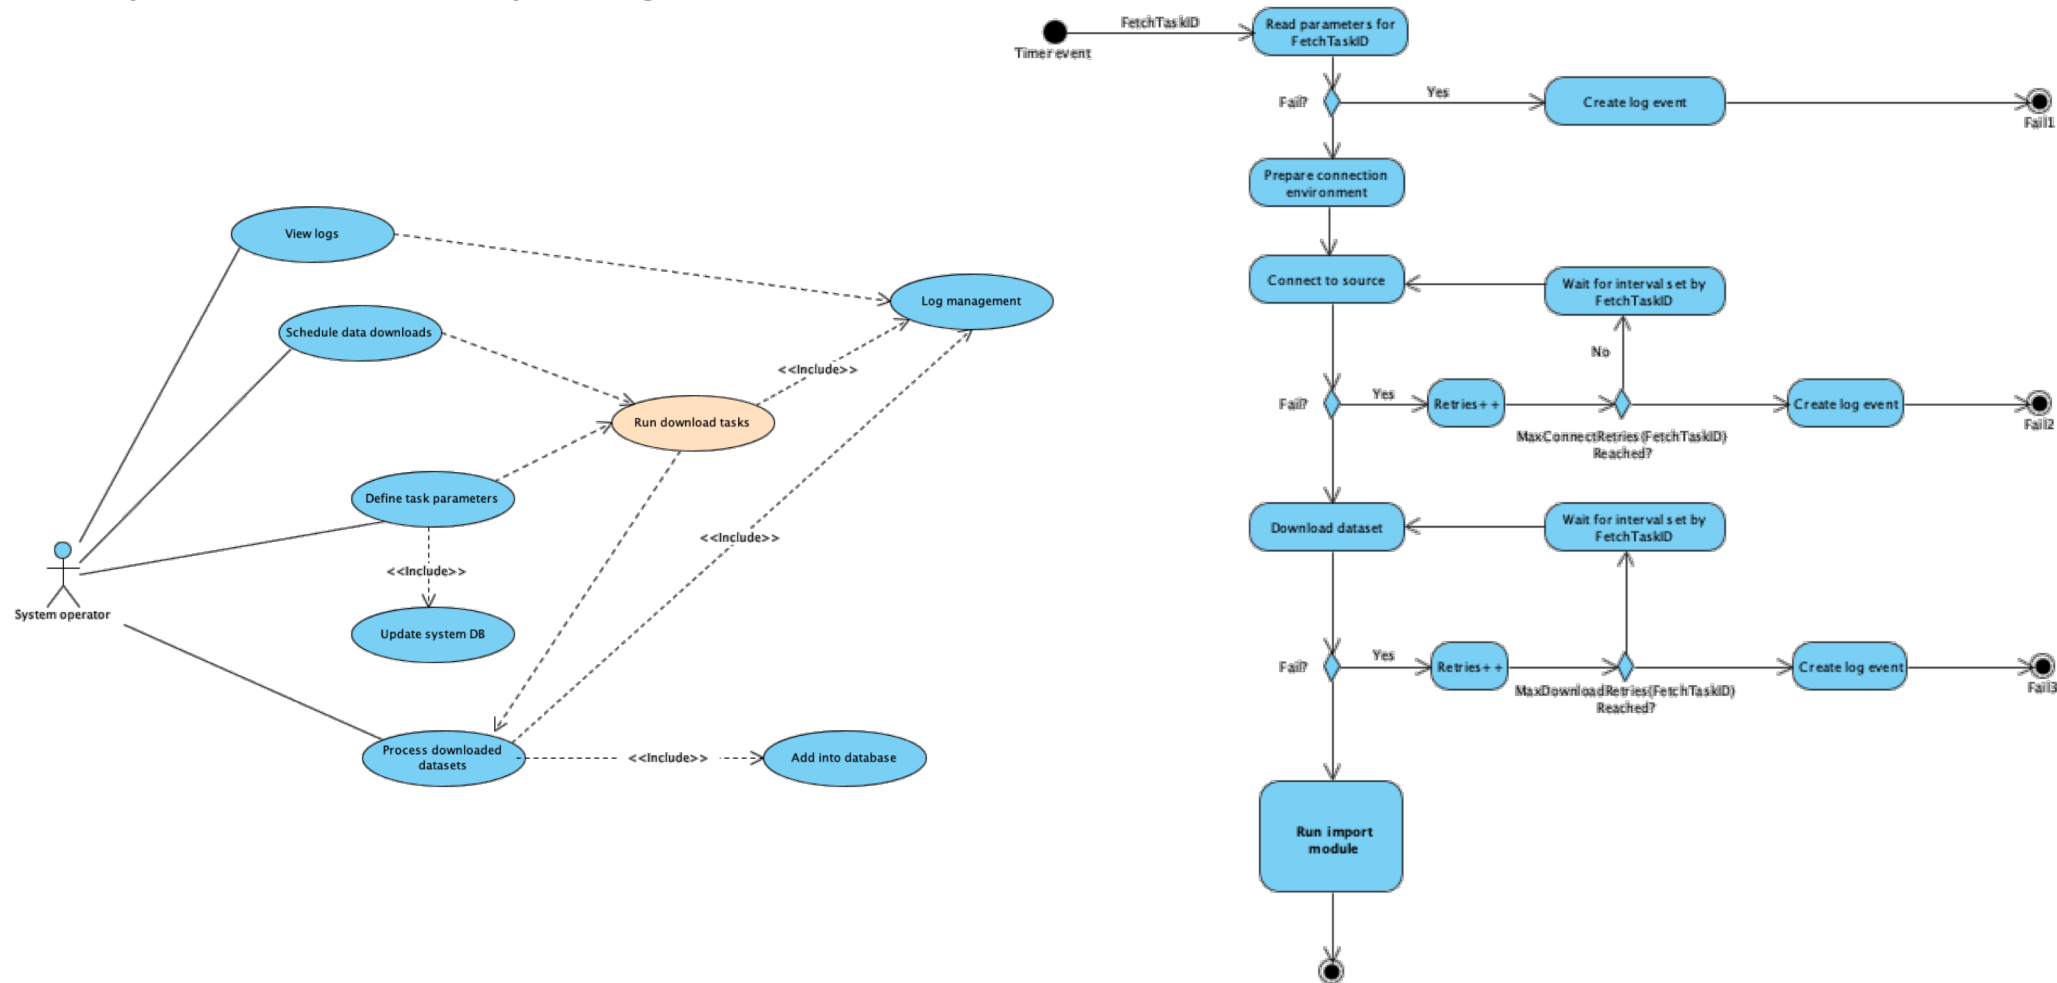 View logs
Schedule data downloads
Log management
<<Include>>
Run download tasks
Define task parameters
<<Include>>
<<Include>>
System operator
Update system DB
Process downloaded
datasets
<<Include>>
Add into database
FetchTaskID
Timer event
Read parameters for
FetchTaskID
Fail?
Yes
Create log event
Fail1
Prepare connection
environment
Connect to source
Wait for interval set by
FetchTaskID
No
Fail?
Yes
Retries++
MaxConnectRetries(FetchTaskID)
Reached?
Create log event
Fail2
Download dataset
Wait for interval set by
FetchTaskID
Fail?
Yes
Retries++
MaxDownloadRetries(FetchTaskID)
Reached?
Create log event
Fail3
Run import
module